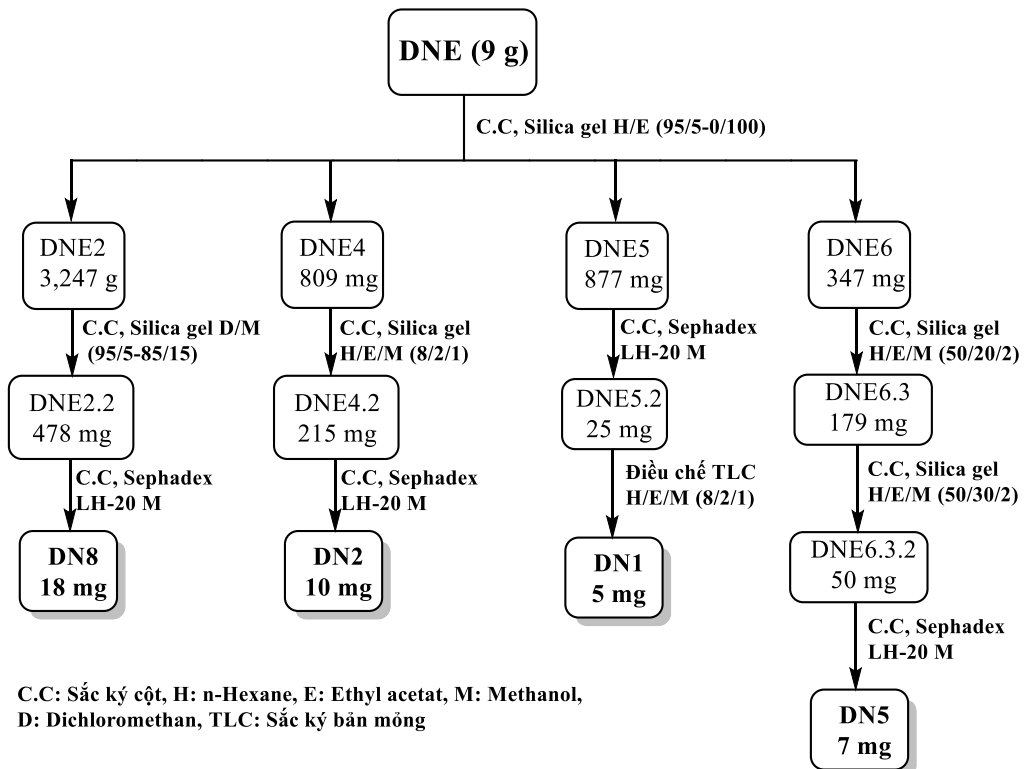 DNE (9 g)
C.C, Silica gel H/E (95/5-0/100)
DNE2
3,247 g
DNE4
809 mg
DNE5
877 mg
DNE6
347 mg
C.C, Silica gel D/M
(95/5-85/15)
C.C, Silica gel
H/E/M (8/2/1)
C.C, Sephadex
LH-20 M
C.C, Silica gel
H/E/M (50/20/2)
DNE2.2
478 mg
DNE4.2
215 mg
DNE5.2
25 mg
DNE6.3
179 mg
C.C, Sephadex
LH-20 M
C.C, Sephadex
LH-20 M
Điều chế TLC
H/E/M (8/2/1)
C.C, Silica gel
H/E/M (50/30/2)
DN8
18 mg
DN2
10 mg
DN1
5 mg
DNE6.3.2
50 mg
C.C, Sephadex
LH-20 M
DN5
7 mg
C.C: Sắc ký cột, H: n-Hexane, E: Ethyl acetat, M: Methanol,
D: Dichloromethan, TLC: Sắc ký bản mỏng